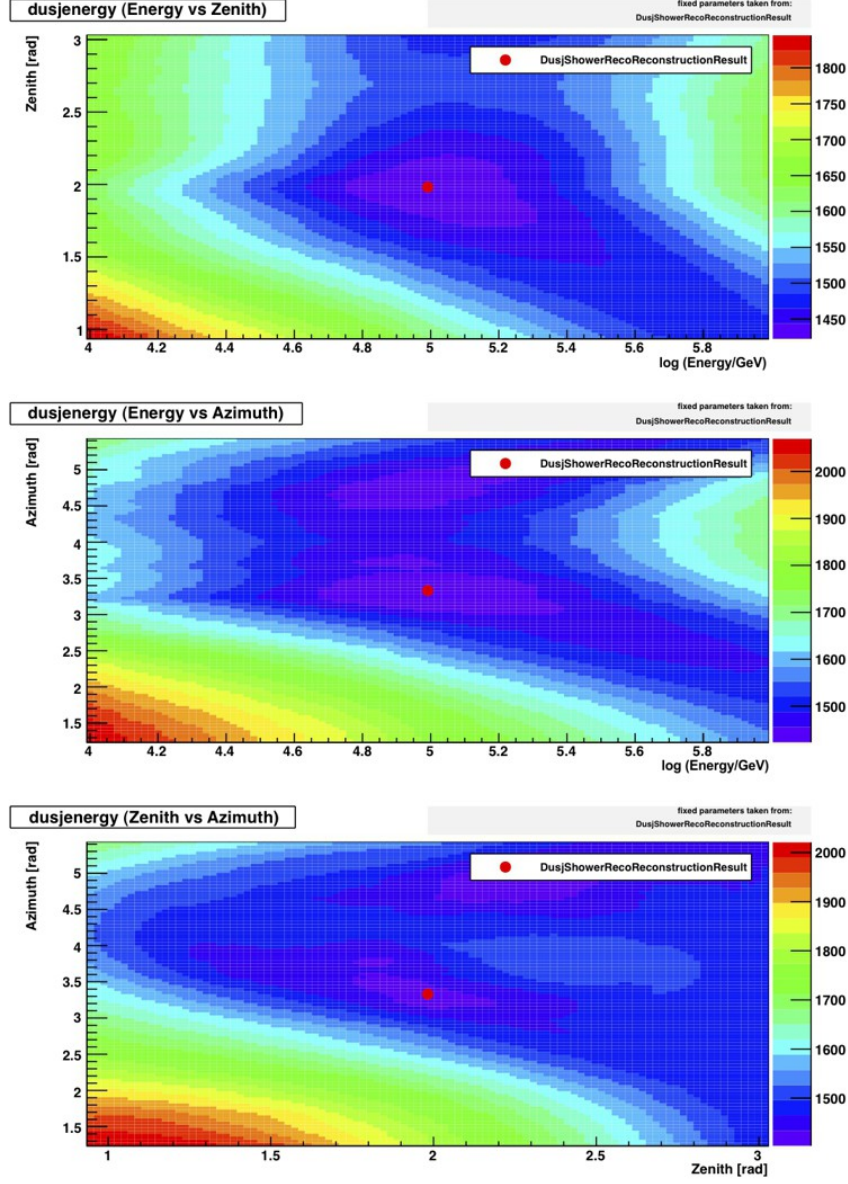 dusjenergy (Energy vs Zenith)
fixed parameters taken from:
DusjShowerRecoReconstructionResult
Zenith [rad]
3
2.5
2
1.5
1
DusjShowerRecoReconstructionResult
1800
1750
1700
1650
1600
1550
1500
1450
4 4.2 4.4 4.6 4.8 5 5.2 5.4 5.6 5.8
log (Energy/GeV)
dusjenergy (Energy vs Azimuth)
fixed parameters taken from:
DusjShowerRecoReconstructionResult
Azimuth [rad]
5
4.5
4
3.5
3
2.5
2
1.5
DusjShowerRecoReconstructionResult
2000
1900
1800
1700
1600
1500
4 4.2 4.4 4.6 4.8 5 5.2 5.4 5.6 5.8
log (Energy/GeV)
dusjenergy (Zenith vs Azimuth)
fixed parameters taken from:
DusjShowerRecoReconstructionResult
Azimuth [rad]
5
4.5
4
3.5
3
2.5
2
1.5
DusjShowerRecoReconstructionResult
2000
1900
1800
1700
1600
1500
1 1.5 2 2.5 3
Zenith [rad]